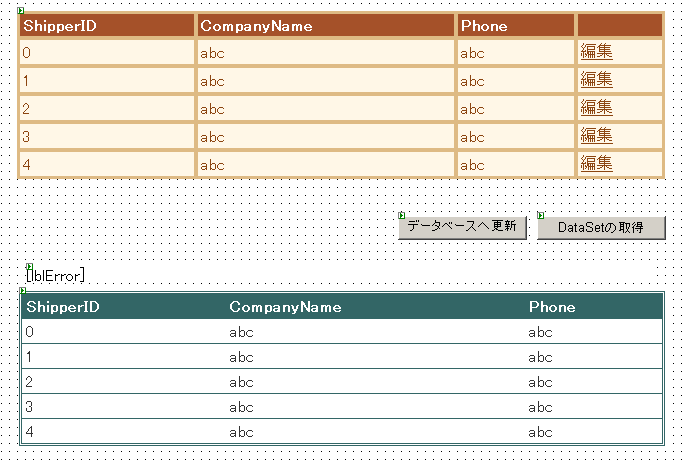 ShipperID CompanyName Phone
0 abc abc 編集
1 abc abc 編集
2 abc abc 編集
3 abc abc 編集
4 abc abc 編集
データベースへ更新 DataSetの取得
[lblError]
ShipperID CompanyName Phone
0 abc abc
1 abc abc
2 abc abc
3 abc abc
4 abc abc